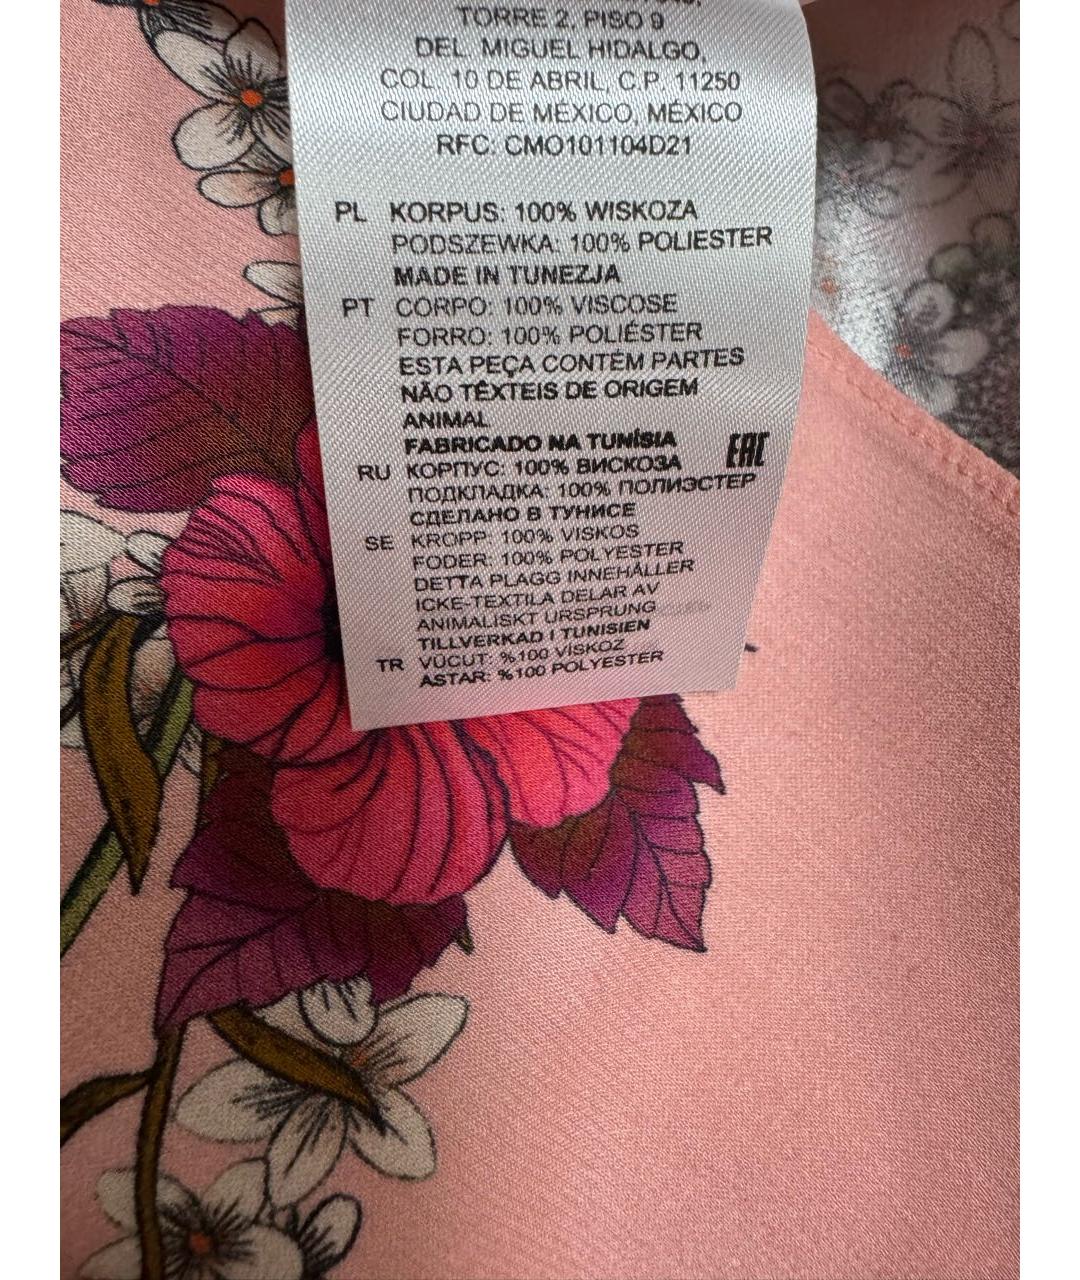 TORRE 2, PISO 9
DEL. MIGUEL HIDALGO,
COL. 10 DE ABRIL, C.P. 11250
CIUDAD DE MÉXICO, MÉXICO
RFC: CMO101104D21
PL KORPUS: 100% WISKOZA
PODSZEWKA: 100% POLIESTER
MADE IN TUNEZJA
PT CORPO: 100% VISCOSE
FORRO: 100% POLIÉSTER
ESTA PEÇA CONTÉM PARTES
NÃO TÊXTEIS DE ORIGEM
ANIMAL
FABRICADO NA TUNÍSIA
EAC
RU КОРПУС: 100% ВИСКОЗА
ПОДКЛАДКА: 100% ПОЛИЭСТЕР
СДЕЛАНО В ТУНИСЕ
SE KROPP: 100% VISKOS
FODER: 100% POLYESTER
DETTA PLAGG INNEHÅLLER
ICKE-TEXTILA DELAR AV
ANIMALISKT URSPRUNG
TILLVERKAD I TUNISIEN
TR VÜCUT: %100 VİSKOZ
ASTAR: %100 POLYESTER